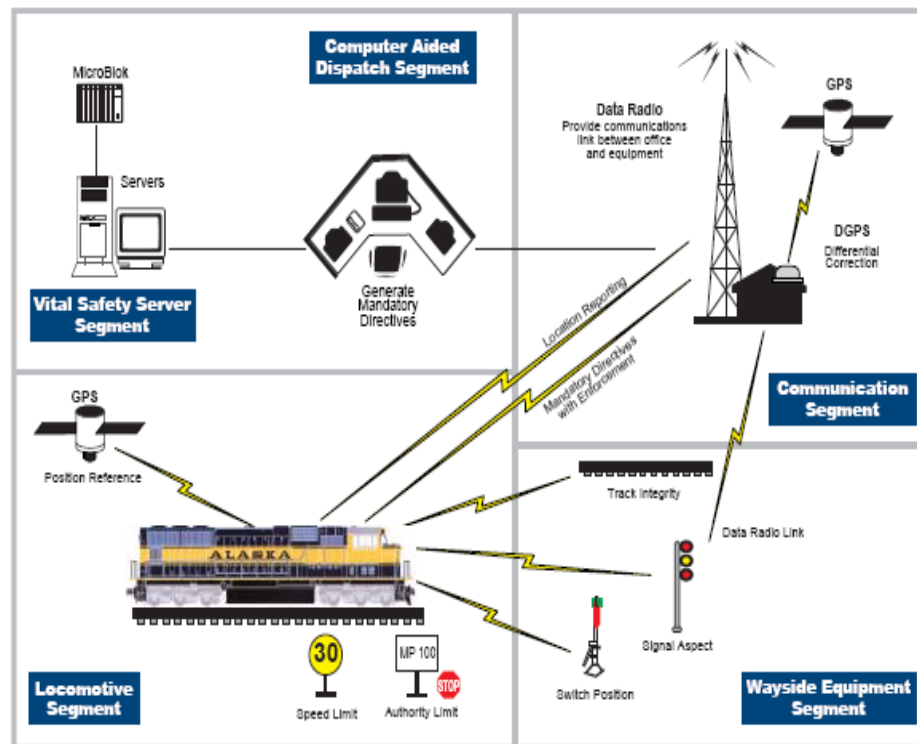 Computer Aided
Dispatch Segment
MicroBlok
Servers
Vital Safety Server
Segment
Generate
Mandatory
Directives
Data Radio
Provide communications
link between office
and equipment
GPS
DGPS
Differential
Correction
Communication
Segment
Location Reporting
Mandatory Directives
with Enforcement
GPS
Position Reference
ALASKA
30
Speed Limit
MP 100
STOP
Authority Limit
Locomotive
Segment
Track Integrity
Data Radio Link
Signal Aspect
Switch Position
Wayside Equipment
Segment